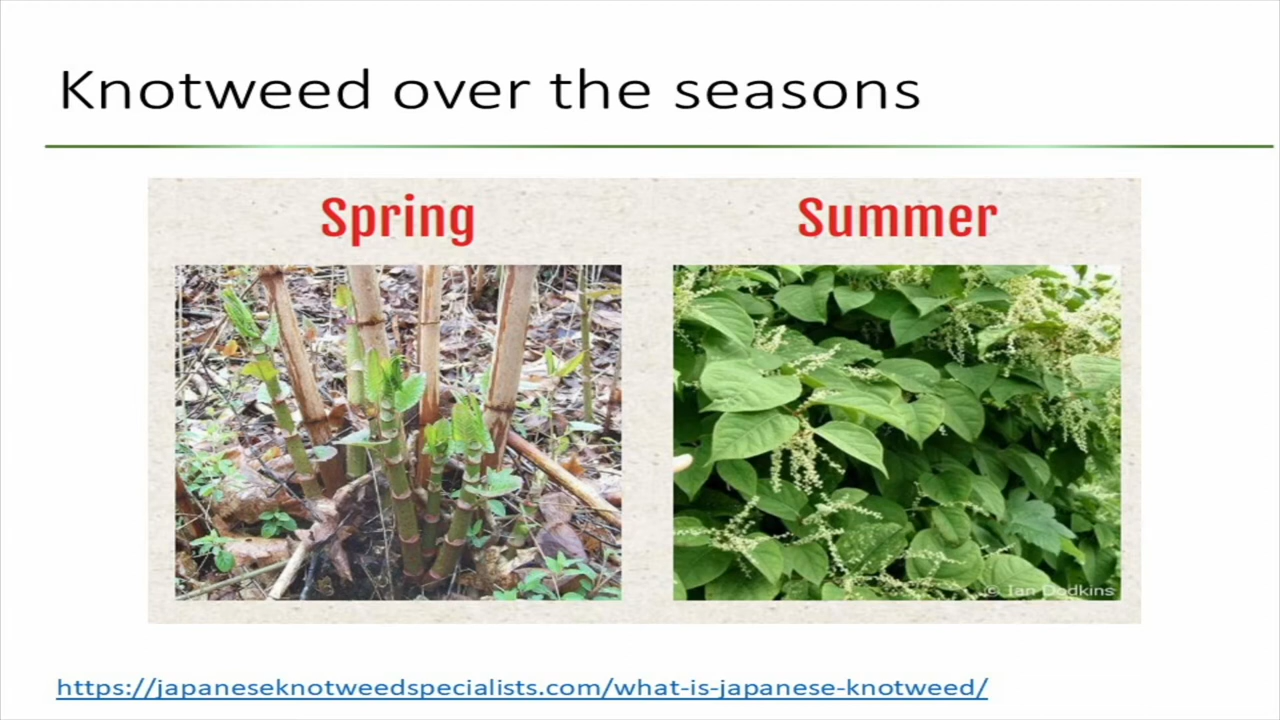 Knotweed over the seasons
Spring
Summer
© Ian Dodkins
https://japaneseknotweedspecialists.com/what-is-japanese-knotweed/